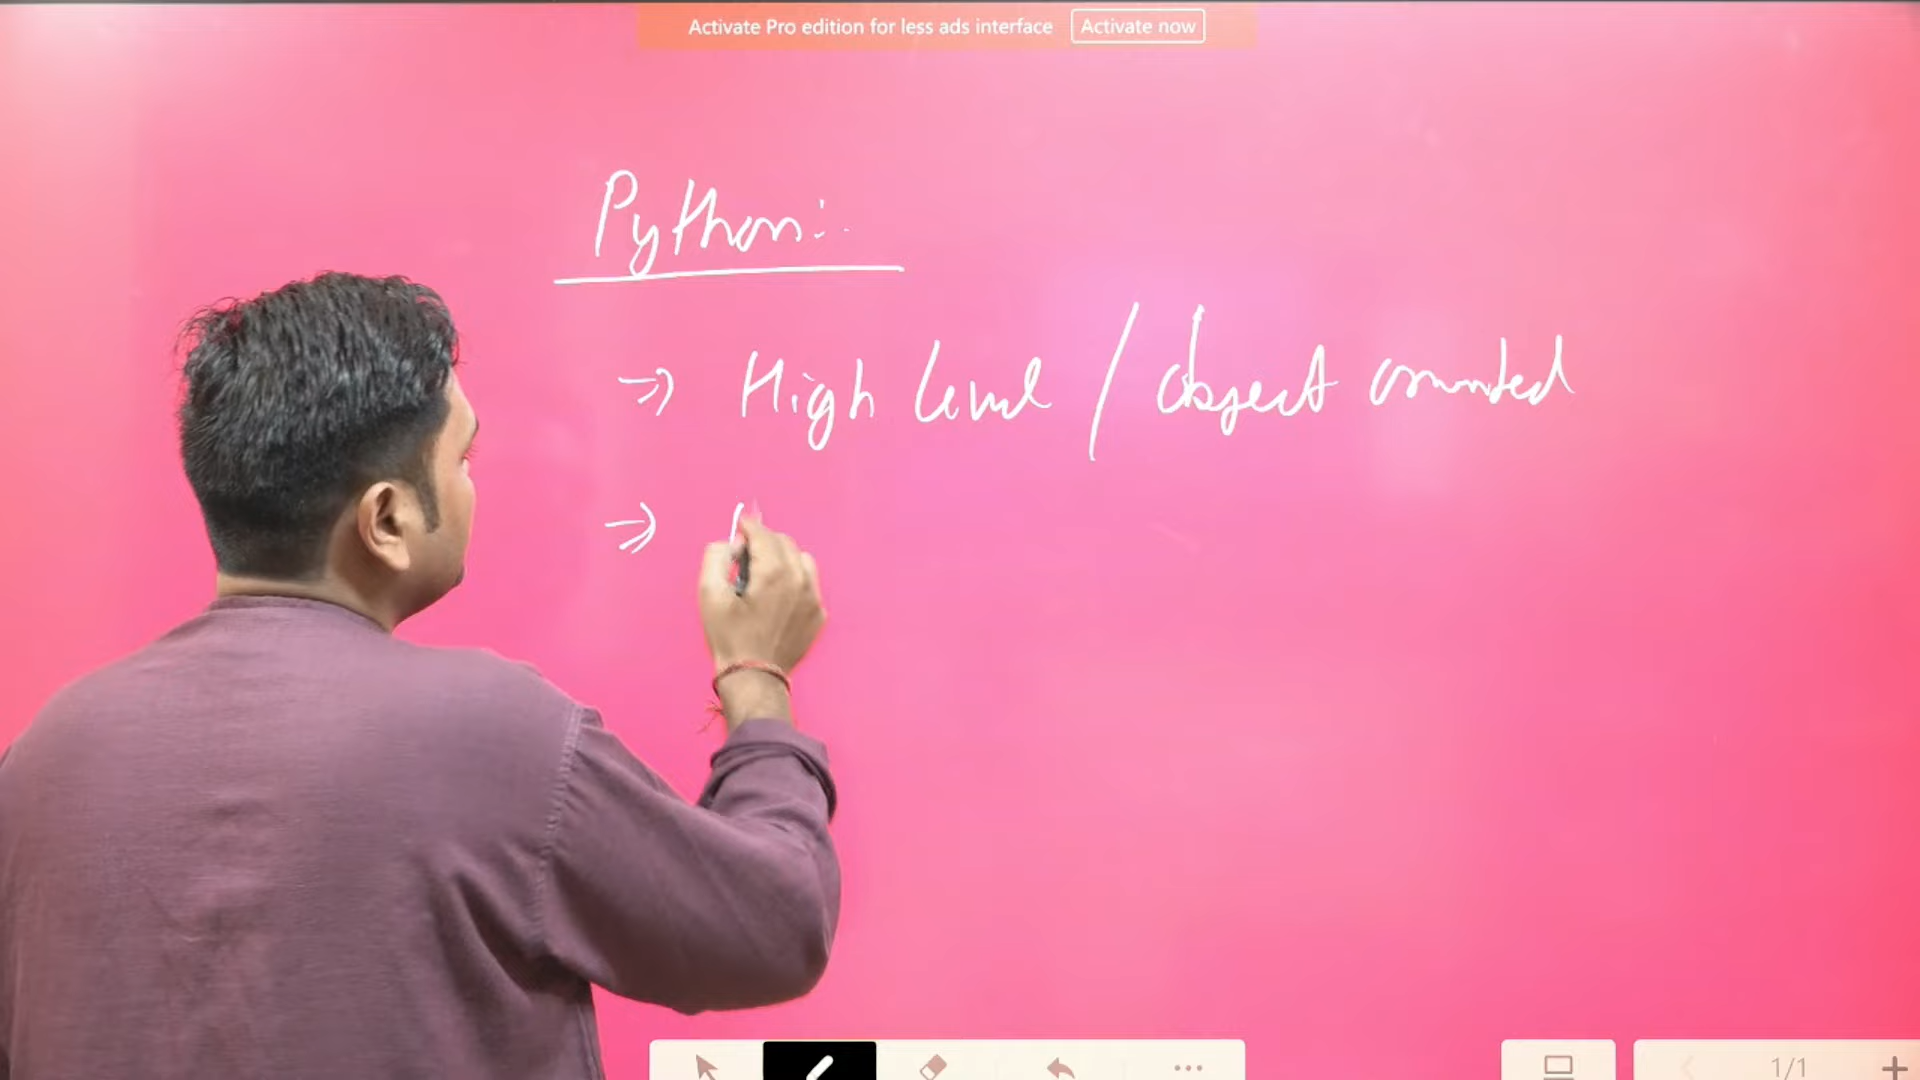 Activate Pro edition for less ads interface Activate now
Python:
⇒ High level / object oriented
⇒
1/1